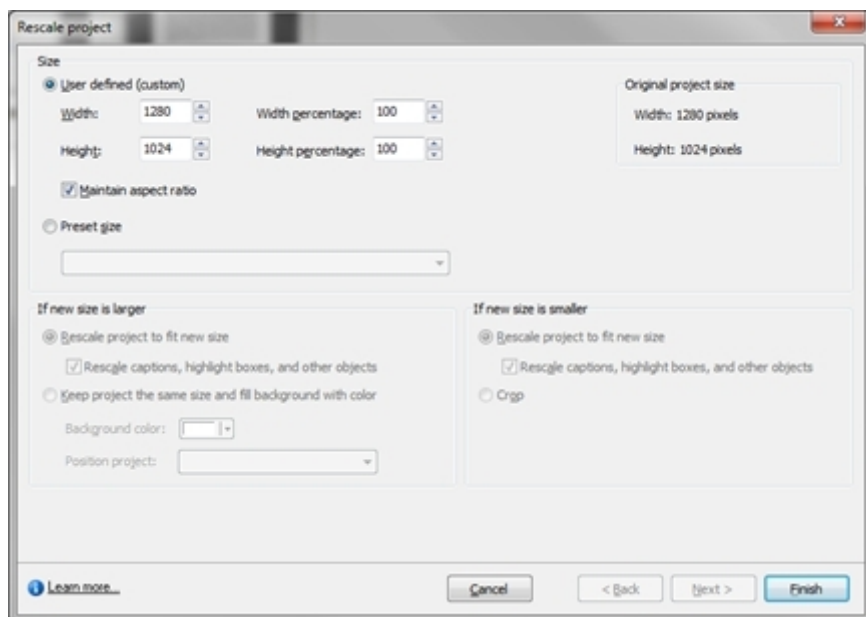 Rescale project
Size
User defined (custom)
Width: 1280
Width percentage: 100
Height: 1024
Height percentage: 100
Maintain aspect ratio
Original project size
Width: 1280 pixels
Height: 1024 pixels
Preset size
If new size is larger
Rescale project to fit new size
Rescale captions, highlight boxes, and other objects
Keep project the same size and fill background with color
Background color:
Position project:
If new size is smaller
Rescale project to fit new size
Rescale captions, highlight boxes, and other objects
Crop
Learn more...
Cancel
< Back
Next >
Finish